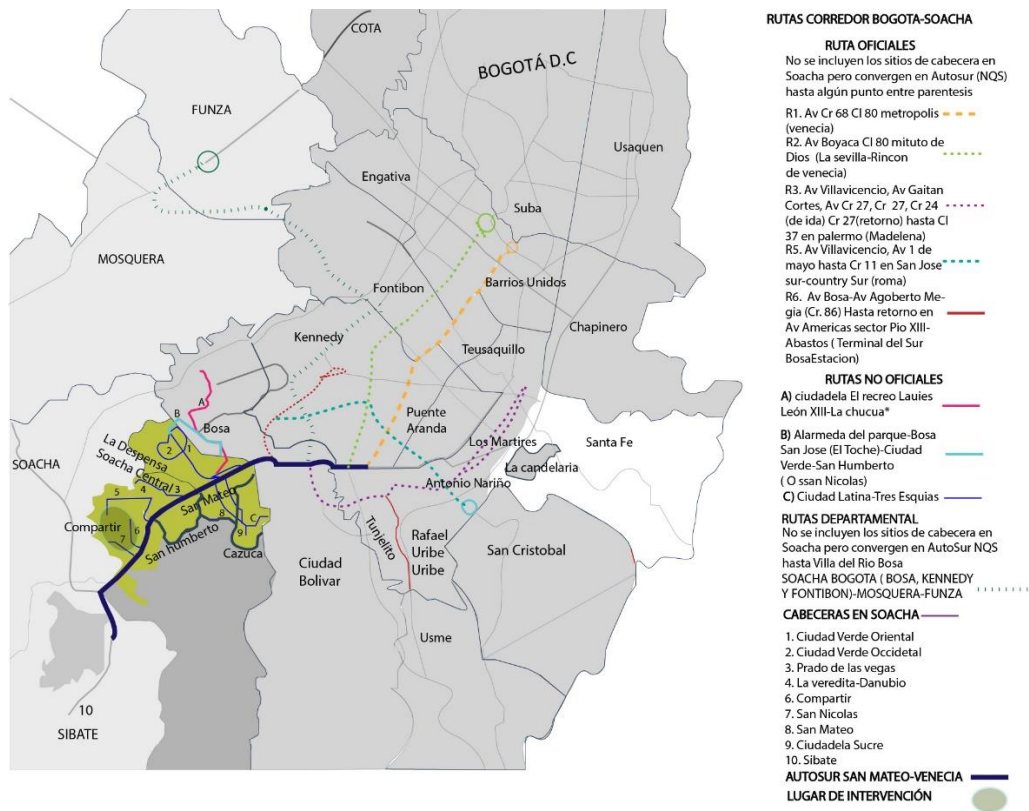 COTA
BOGOTÁ D.C
FUNZA
Usaquen
Engativa
Suba
MOSQUERA
Barrios Unidos
Fontibon
Chapinero
Kennedy
Teusaquillo
A
B
Bosa
Puente
Aranda
Los Martires
Santa Fe
La candelaria
SOACHA
La Despensa
Soacha Central
1
2
3
4
5
6
7
8
9
C
San Mateo
Antonio Nariño
Compartir
San humberto
Cazuca
Tunjelito
Ciudad
Bolivar
Rafael
Uribe
Uribe
San Cristobal
Usme
10
SIBATE
RUTAS CORREDOR BOGOTA-SOACHA
RUTA OFICIALES
No se incluyen los sitios de cabecera en
Soacha pero convergen en Autosur (NQS)
hasta algún punto entre parentesis
R1. Av Cr 68 Cl 80 metropolis
(venecia)
R2. Av Boyaca Cl 80 mituto de
Dios (La sevilla-Rincon
de venecia)
R3. Av Villavicencio, Av Gaitan
Cortes, Av Cr 27, Cr 27, Cr 24
(de ida) Cr 27(retorno) hasta Cl
37 en palermo (Madelena)
R5. Av Villavicencio, Av 1 de
mayo hasta Cr 11 en San Jose
sur-country Sur (roma)
R6. Av Bosa-Av Agoberto Me-
gia (Cr. 86) Hasta retorno en
Av Americas sector Pio XIII-
Abastos ( Terminal del Sur
BosaEstacion)
RUTAS NO OFICIALES
A) ciudadela El recreo Lauies
León XIII-La chucua*
B) Alarmeda del parque-Bosa
San Jose (El Toche)-Ciudad
Verde-San Humberto
( O ssan Nicolas)
C) Ciudad Latina-Tres Esquias
RUTAS DEPARTAMENTAL
No se incluyen los sitios de cabecera en
Soacha pero convergen en AutoSur NQS
hasta Villa del Rio Bosa
SOACHA BOGOTA ( BOSA, KENNEDY
Y FONTIBON)-MOSQUERA-FUNZA
CABECERAS EN SOACHA
1. Ciudad Verde Oriental
2. Ciudad Verde Occidetal
3. Prado de las vegas
4. La veredita-Danubio
6. Compartir
7. San Nicolas
8. San Mateo
9. Ciudadela Sucre
10. Sibate
AUTOSUR SAN MATEO-VENECIA
LUGAR DE INTERVENCIÓN